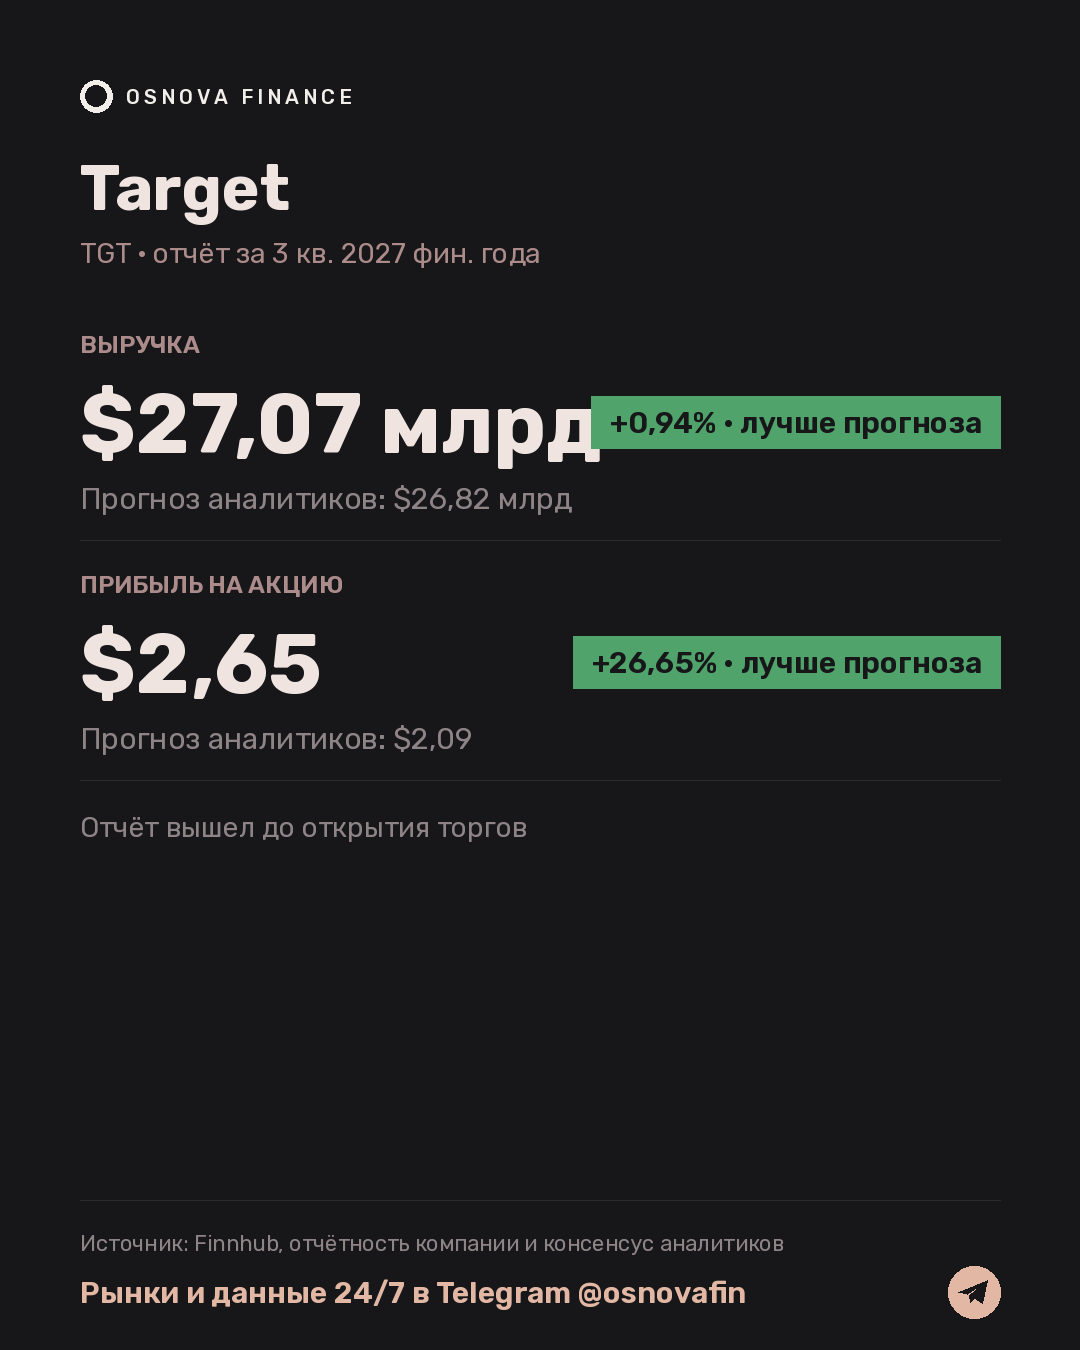 OSNOVA FINANCE
Target
TGT • отчёт за 3 кв. 2027 фин. года
ВЫРУЧКА
$27,07 млрд
+0,94% • лучше прогноза
Прогноз аналитиков: $26,82 млрд
ПРИБЫЛЬ НА АКЦИЮ
$2,65
+26,65% • лучше прогноза
Прогноз аналитиков: $2,09
Отчёт вышел до открытия торгов
Источник: Finnhub, отчётность компании и консенсус аналитиков
Рынки и данные 24/7 в Telegram @osnovafin